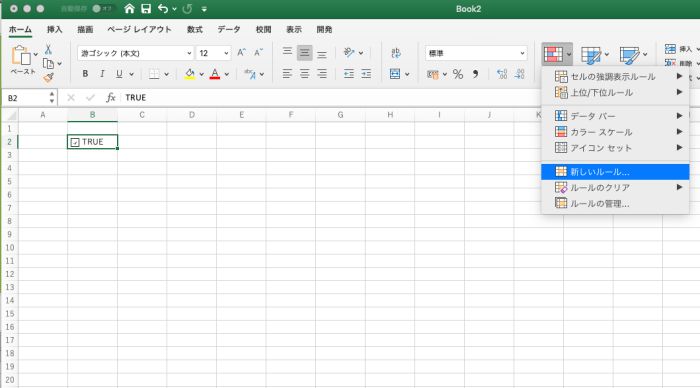 自動保存 オフ Book2
ホーム 挿入 描画 ページ レイアウト 数式 データ 校閲 表示 開発
ペースト 游ゴシック (本文) 12 A A ab 標準 挿入
B I U A 削除
B2 fx TRUE
A B C D E F G H I J K
1
2 TRUE
3
4
5
6
7
8
9
10
11
12
13
14
15
16
17
18
19
20
セルの強調表示ルール
上位/下位ルール
データ バー
カラー スケール
アイコン セット
新しいルール...
ルールのクリア
ルールの管理...